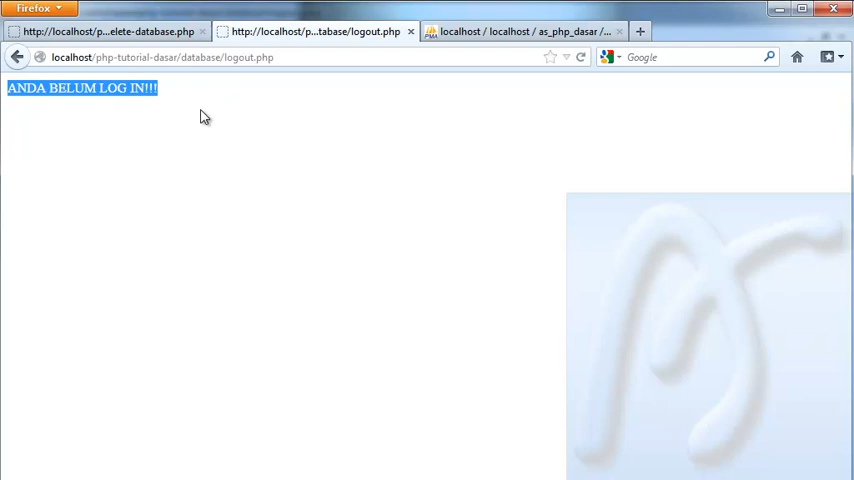 Firefox
http://localhost/p...elete-database.php
http://localhost/p...tabase/logout.php
localhost / localhost / as_php_dasar /...
localhost/php-tutorial-dasar/database/logout.php
Google
ANDA BELUM LOG IN!!!